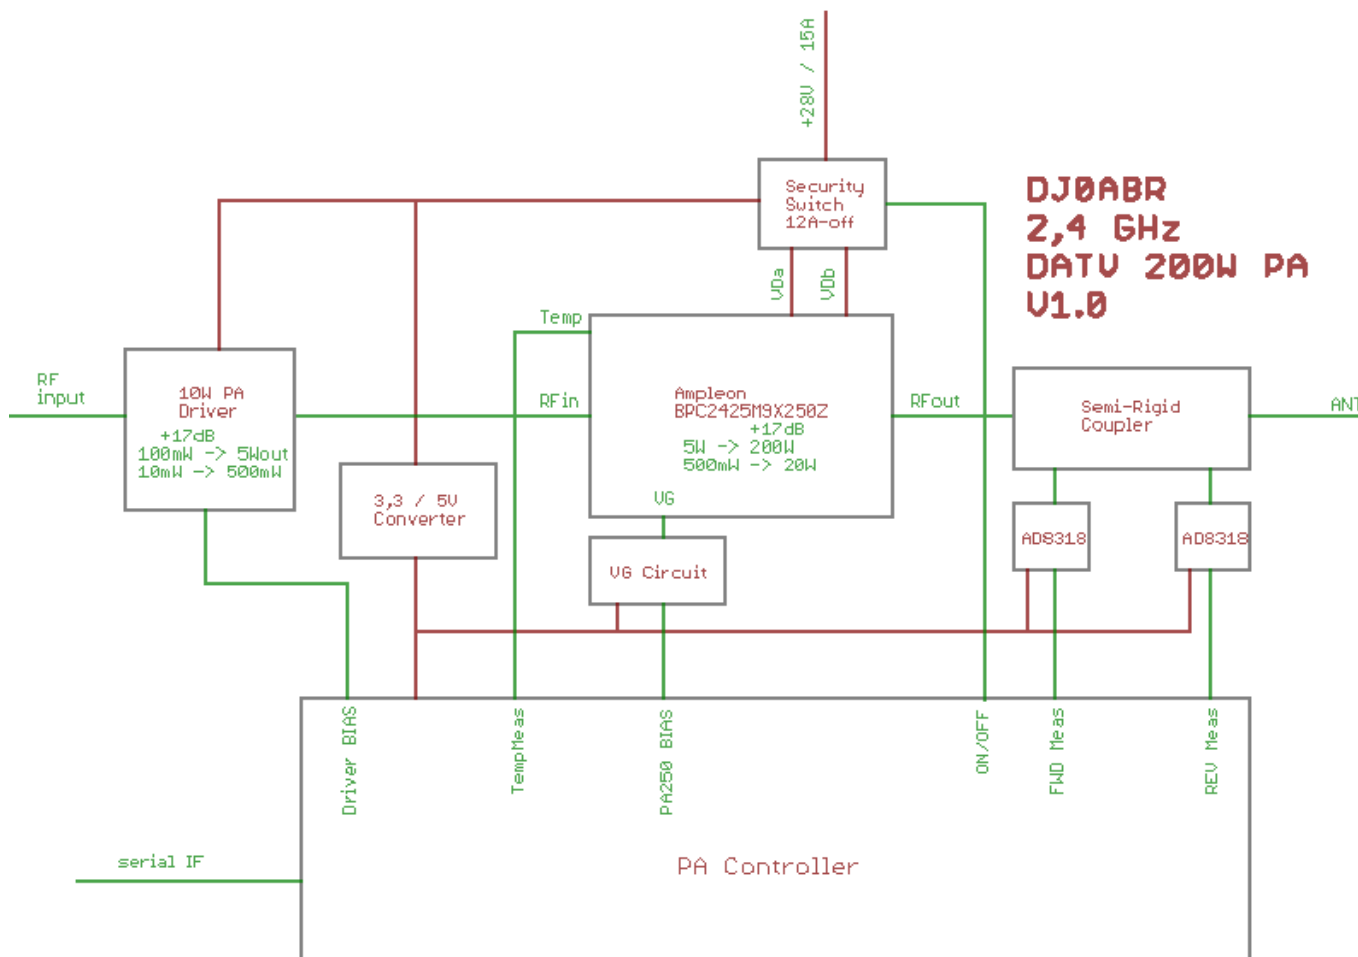 +28V / 15A
Security
Switch
12A-off
DJ0ABR
2,4 GHz
DATV 200W PA
V1.0
VDa
VDb
Temp
RF
input
10W PA
Driver
+17dB
100mW -> 5Wout
10mW -> 500mW
RFin
Ampleon
BPC2425M9X250Z
+17dB
5W -> 200W
500mW -> 20W
VG
RFout
Semi-Rigid
Coupler
ANT
3,3 / 5V
Converter
VG Circuit
AD8318
AD8318
Driver BIAS
TempMeas
PA250 BIAS
ON/OFF
FWD Meas
REV Meas
serial IF
PA Controller